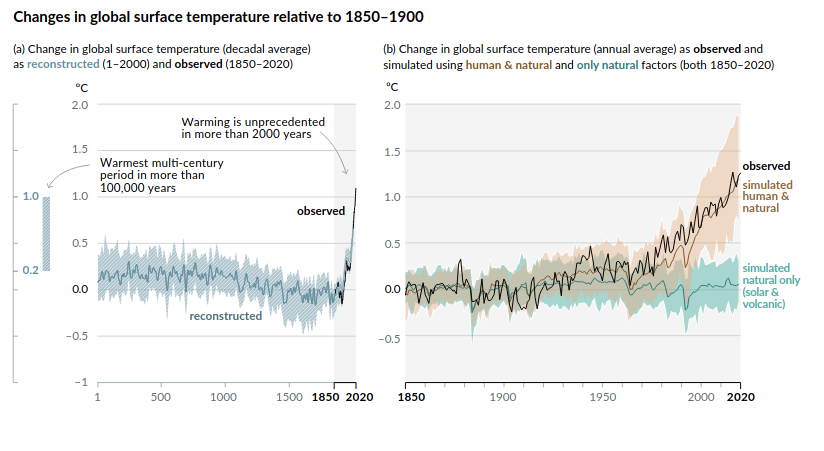 Changes in global surface temperature relative to 1850–1900
(a) Change in global surface temperature (decadal average)
as reconstructed (1–2000) and observed (1850–2020)
ºC
2.0
1.5
1.0
0.5
0.0
–0.5
–1
1.0
0.2
Warming is unprecedented
in more than 2000 years
Warmest multi-century
period in more than
100,000 years
observed
reconstructed
1
500
1000
1500
1850
2020
(b) Change in global surface temperature (annual average) as observed and
simulated using human & natural and only natural factors (both 1850–2020)
ºC
2.0
1.5
1.0
0.5
0.0
–0.5
observed
simulated
human &
natural
simulated
natural only
(solar &
volcanic)
1850
1900
1950
2000
2020